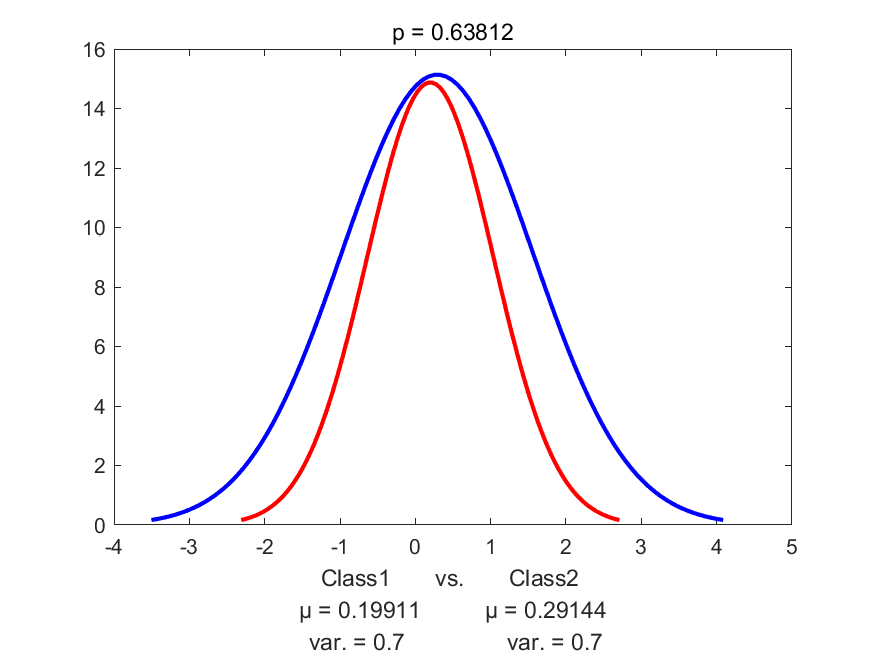 p = 0.63812
16
14
12
10
8
6
4
2
0
-4 -3 -2 -1 0 1 2 3 4 5
Class1 vs. Class2
μ = 0.19911 μ = 0.29144
var. = 0.7 var. = 0.7